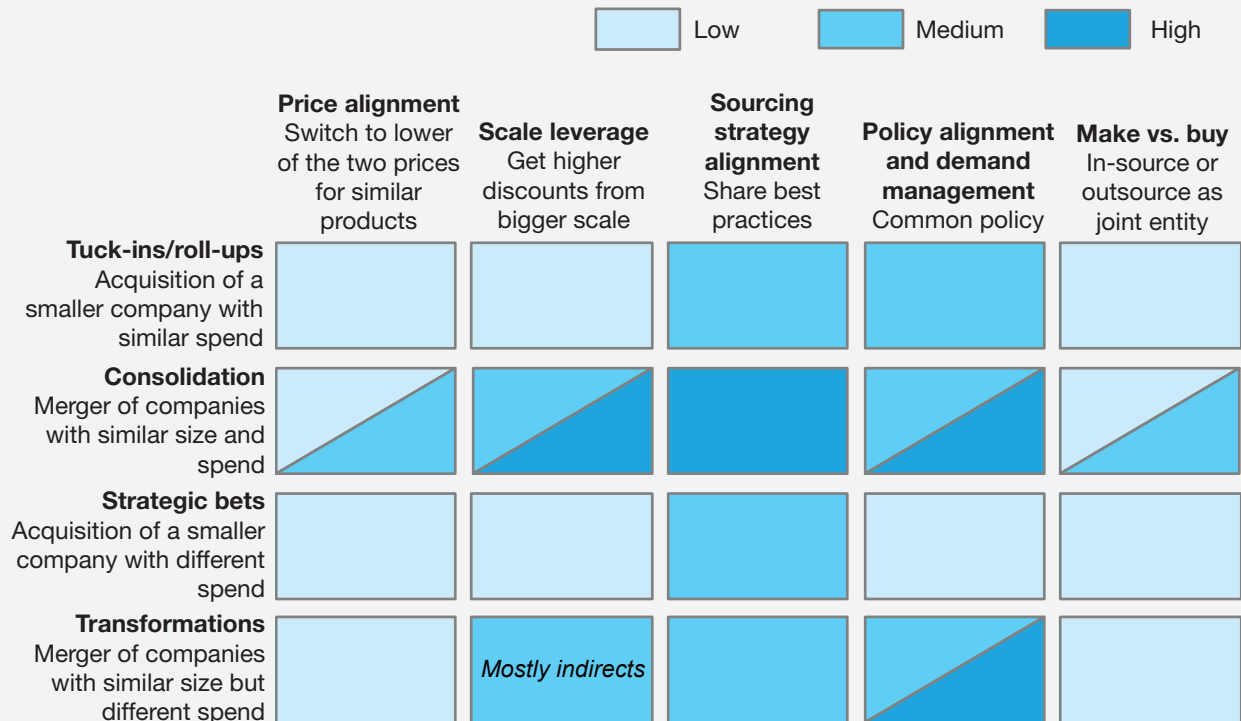 Low
Medium
High
Price alignment
Switch to lower
of the two prices
for similar
products
Scale leverage
Get higher
discounts from
bigger scale
Sourcing
strategy
alignment
Share best
practices
Policy alignment
and demand
management
Common policy
Make vs. buy
In-source or
outsource as
joint entity
Tuck-ins/roll-ups
Acquisition of a
smaller company with
similar spend
Consolidation
Merger of companies
with similar size and
spend
Strategic bets
Acquisition of a smaller
company with different
spend
Transformations
Merger of companies
with similar size but
different spend
Mostly indirects